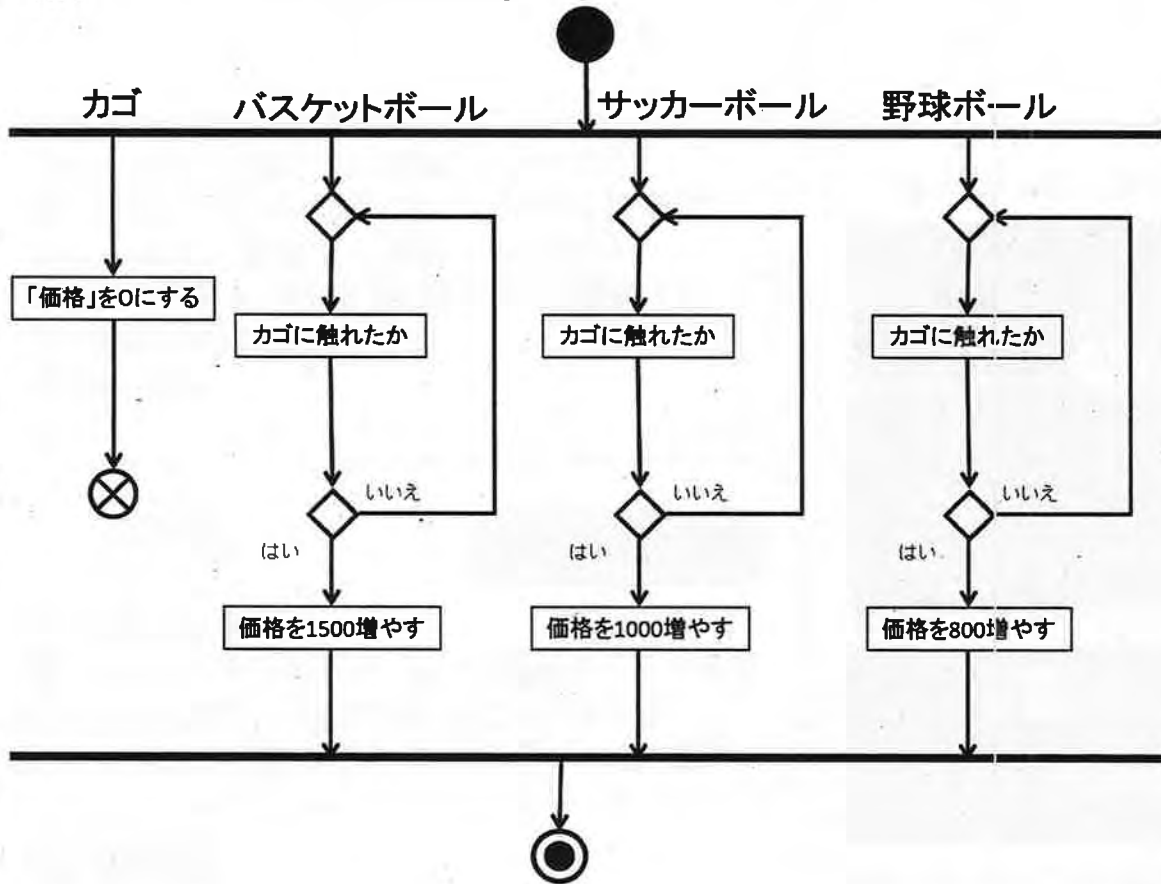 カゴ
バスケットボール
サッカーボール
野球ボール
「価格」を0にする
カゴに触れたか
カゴに触れたか
カゴに触れたか
いいえ
いいえ
いいえ
はい
はい
はい
価格を1500増やす
価格を1000増やす
価格を800増やす